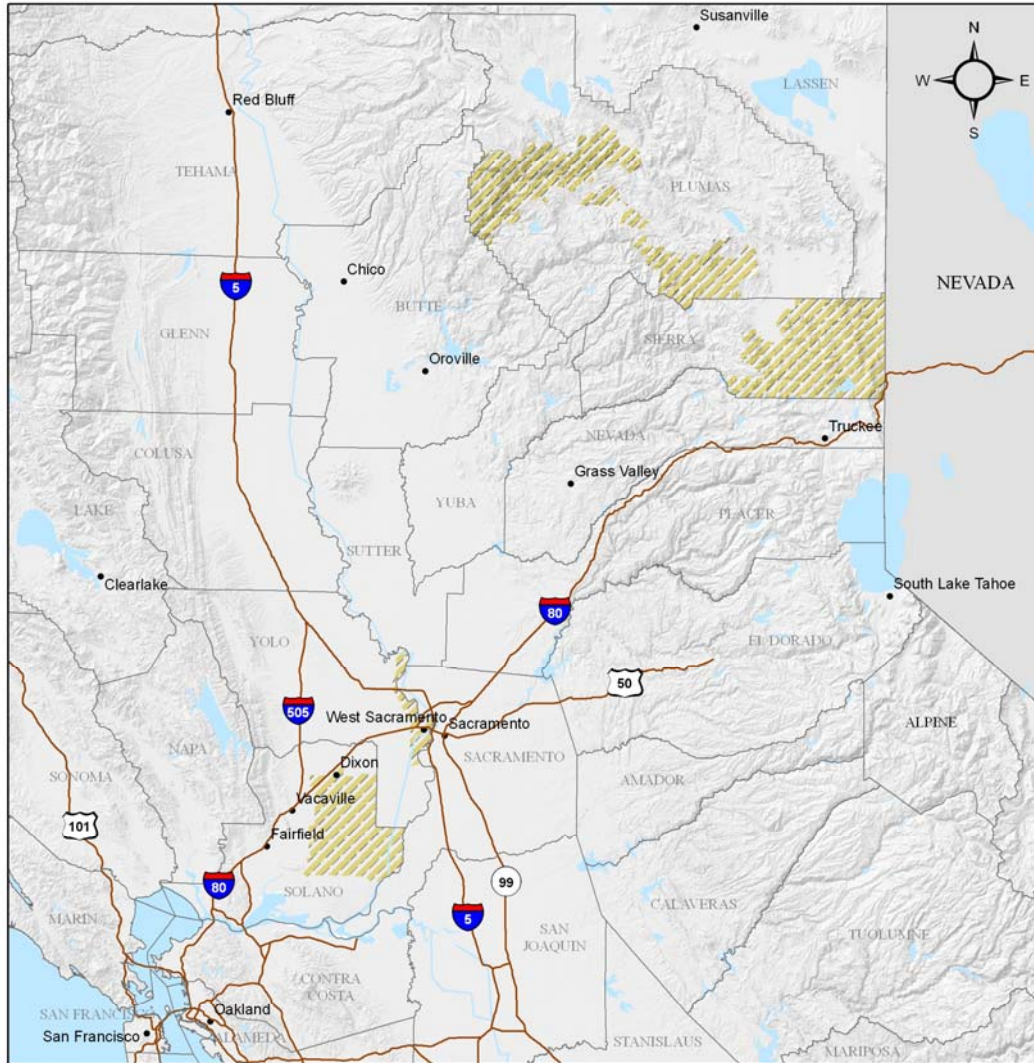 Susanville
N
W
E
S
LASSEN
Red Bluff
TEHAMA
PLUMAS
Chico
5
NEVADA
BUTTE
GLENN
SIERRA
Oroville
NEVADA
Truckee
COLUSA
Grass Valley
YUBA
LAKE
PLACER
SUTTER
Clearlake
South Lake Tahoe
80
YOLO
EL DORADO
50
505
West Sacramento
Sacramento
NAPA
ALPINE
SACRAMENTO
Dixon
SONOMA
AMADOR
Vacaville
101
Fairfield
80
99
SOLANO
CALAVERAS
5
MARIN
SAN
JOAQUIN
TUOLUMNE
CONTRA
COSTA
SAN FRANCISCO
Oakland
San Francisco
ALAMEDA
STANISLAUS
MARIPOSA